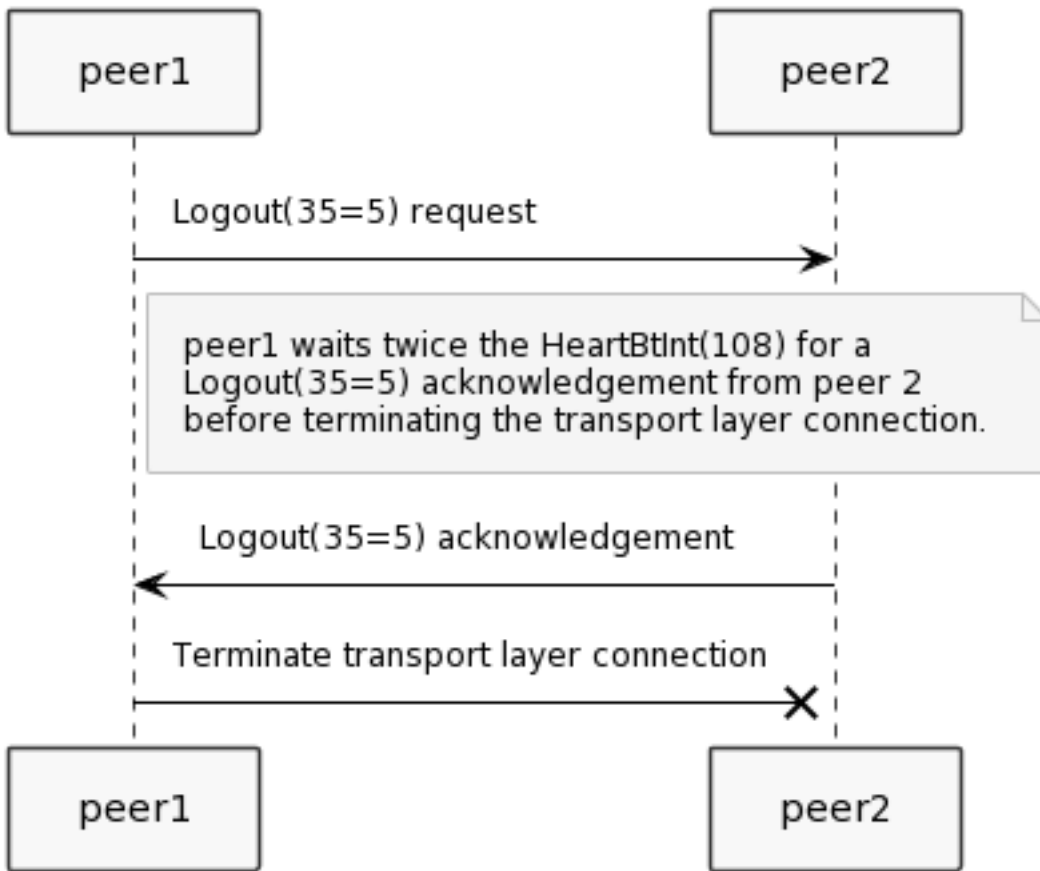 peer1
peer2
Logout(35=5) request
peer1 waits twice the HeartBtInt(108) for a
Logout(35=5) acknowledgement from peer 2
before terminating the transport layer connection.
Logout(35=5) acknowledgement
Terminate transport layer connection
peer1
peer2